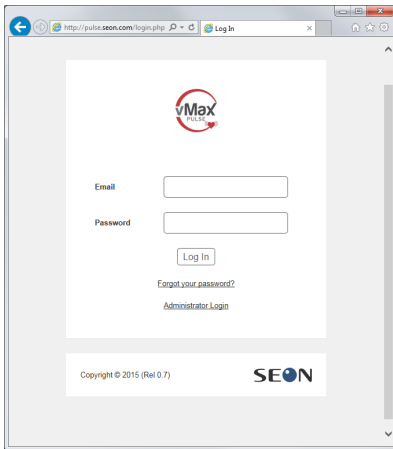 http://pulse.seon.com/login.php
Log In
vMax
PULSE
Email
Password
Log In
Forgot your password?
Administrator Login
Copyright © 2015 (Rel 0.7)
SEON